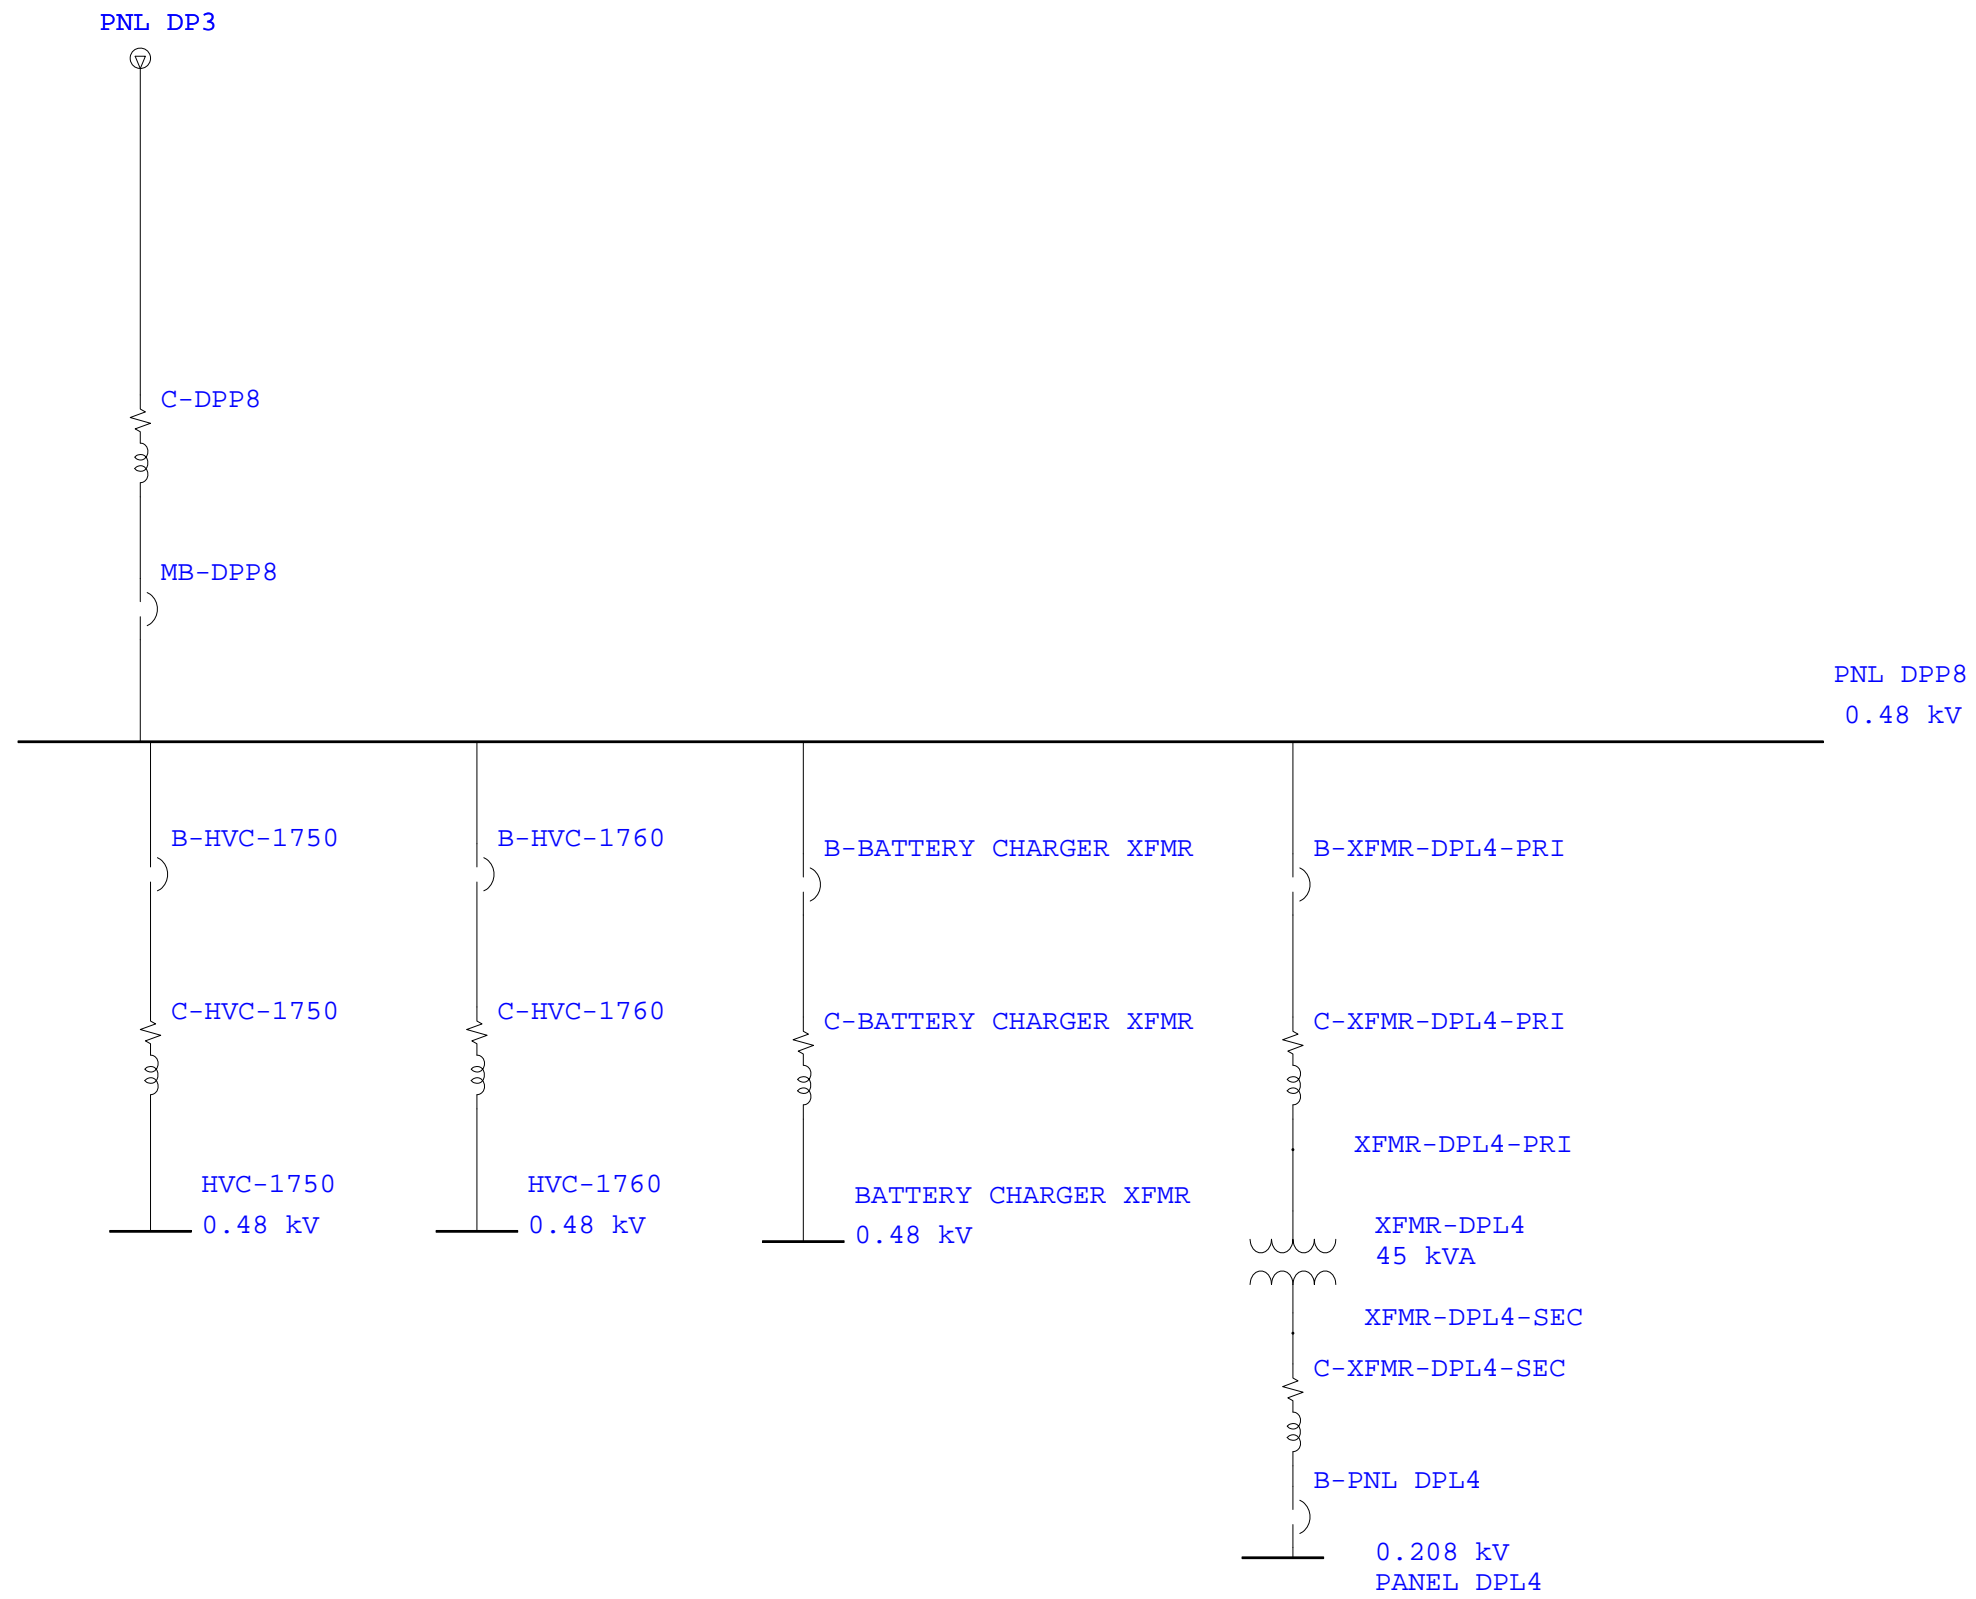 PNL DP3
C-DPP8
MB-DPP8
PNL DPP8
0.48 kV
B-HVC-1750
B-HVC-1760
B-BATTERY CHARGER XFMR
B-XFMR-DPL4-PRI
C-HVC-1750
C-HVC-1760
C-BATTERY CHARGER XFMR
C-XFMR-DPL4-PRI
XFMR-DPL4-PRI
HVC-1750
0.48 kV
HVC-1760
0.48 kV
BATTERY CHARGER XFMR
0.48 kV
XFMR-DPL4
45 kVA
XFMR-DPL4-SEC
C-XFMR-DPL4-SEC
B-PNL DPL4
0.208 kV
PANEL DPL4